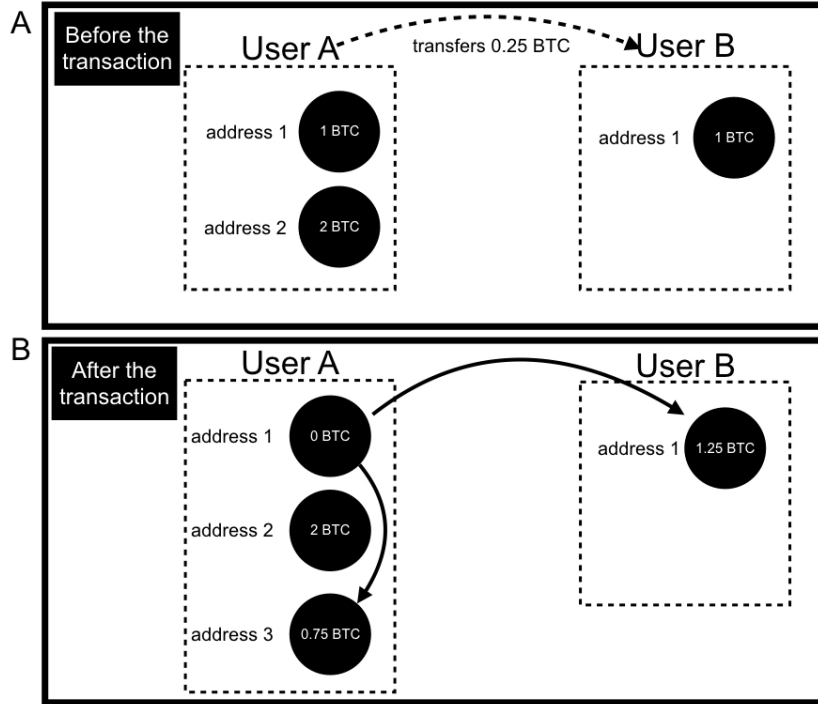 A
Before the
transaction
User A
transfers 0.25 BTC
User B
address 1
1 BTC
address 1
1 BTC
address 2
2 BTC
B
After the
transaction
User A
User B
address 1
0 BTC
address 1
1.25 BTC
address 2
2 BTC
address 3
0.75 BTC